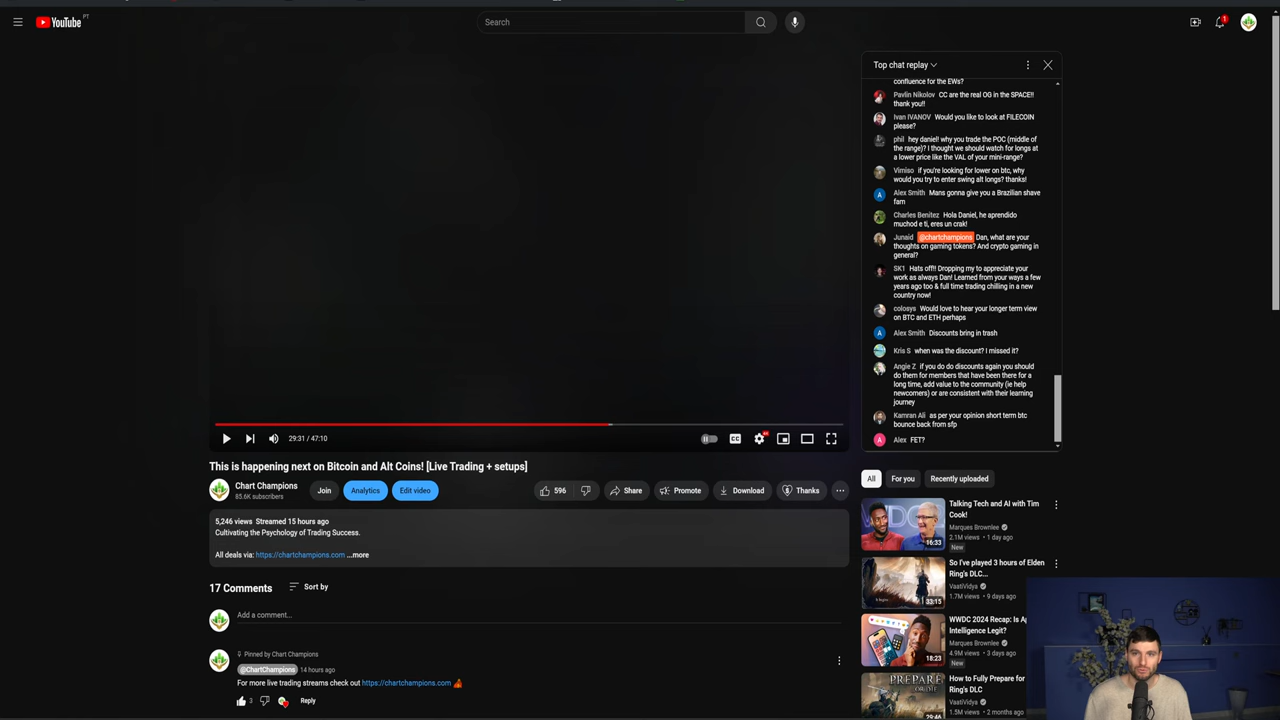 YouTube PT
Search
1
Top chat replay
confluence for the EWs?
Pavlin Nikolov CC are the real OG in the SPACE!!
thank you!!
Ivan IVANOV Would you like to look at FILECOIN
please?
phil hey daniel! why you trade the POC (middle of
the range)? I thought we should watch for longs at
a lower price like the VAL of your mini-range?
Vimiso if you're looking for lower on btc, why
would you try to enter swing alt longs? thanks!
A Alex Smith Mans gonna give you a Brazilian shave
fam
Charles Benitez Hola Daniel, he aprendido
muchod e ti, eres un crak!
Junaid @chartchampions Dan, what are your
thoughts on gaming tokens? And crypto gaming in
general?
SK1 Hats off!! Dropping my to appreciate your
work as always Dan! Learned from your ways a few
years ago too & full time trading chilling in a new
country now!
colosys Would love to hear your longer term view
on BTC and ETH perhaps
A Alex Smith Discounts bring in trash
Kris S when was the discount? I missed it?
Angie Z if you do do discounts again you should
do them for members that have been there for a
long time, add value to the community (ie help
newcomers) or are consistent with their learning
journey
Kamran Ali as per your opinion short term btc
bounce back from sfp
A Alex FET?
29:31 / 47:10
CC
This is happening next on Bitcoin and Alt Coins! [Live Trading + setups]
Chart Champions
85.6K subscribers
Join
Analytics
Edit video
596
Share
Promote
Download
Thanks
5,246 views Streamed 15 hours ago
Cultivating the Psychology of Trading Success.
All deals via: https://chartchampions.com ...more
17 Comments
Sort by
Add a comment...
Pinned by Chart Champions
@ChartChampions 14 hours ago
For more live trading streams check out https://chartchampions.com
3
Reply
All
For you
Recently uploaded
Talking Tech and AI with Tim
Cook!
Marques Brownlee
2.1M views • 1 day ago
New
16:33
So I've played 3 hours of Elden
Ring's DLC...
VaatiVidya
1.7M views • 9 days ago
33:15
WWDC 2024 Recap: Is
Intelligence Legit?
Marques Brownlee
4.9M views • 3 days ago
New
18:23
How to Fully Prepare for
Ring's DLC
VaatiVidya
1.5M views • 2 months ago
PREPARE
29:46